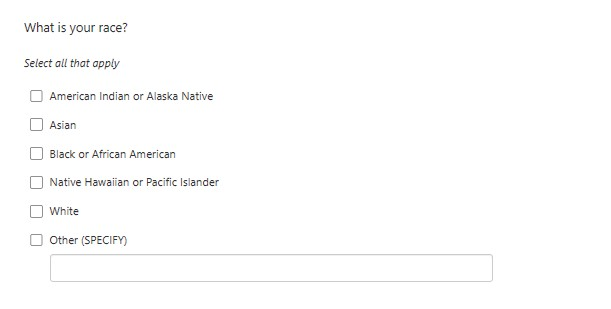 What is your race?
Select all that apply
American Indian or Alaska Native
Asian
Black or African American
Native Hawaiian or Pacific Islander
White
Other (SPECIFY)